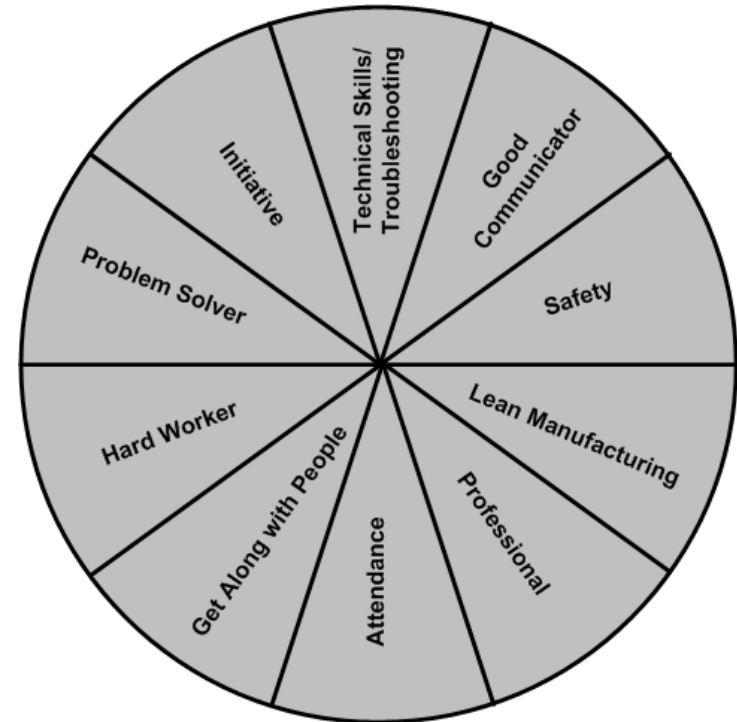 Technical Skills/
Troubleshooting
Good
Communicator
Safety
Lean Manufacturing
Professional
Attendance
Get Along with People
Hard Worker
Problem Solver
Initiative